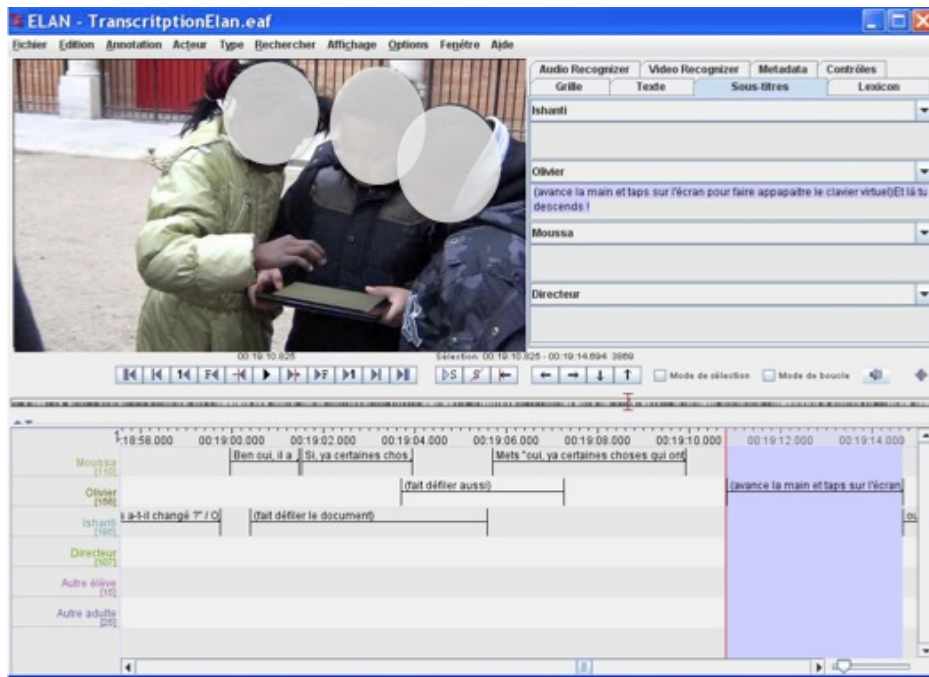 ELAN - TranscritptionElan.eaf
Fichier Edition Annotation Acteur Type Rechercher Affichage Options Fenêtre Aide
Audio Recognizer Video Recognizer Metadata Contrôles
Grille Texte Sous-titres Lexicon
Ishanti
Olivier
(avance la main et taps sur l'écran pour faire appapaitre le clavier virtuel)Et là tu
descends !
Moussa
Directeur
00:19:10.825
Sélection: 00:19:10.825 - 00:19:14.694 3869
Mode de sélection Mode de boucle
:18:58.000 00:19:00.000 00:19:02.000 00:19:04.000 00:19:06.000 00:19:08.000 00:19:10.000 00:19:12.000 00:19:14.000
Moussa Ben oui, il a Si, ya certaines chos Mets "oui, ya certaines choses qui ont
[110]
Olivier (fait défiler aussi) (avance la main et taps sur l'écran
[156]
Ishanti s a-t-il changé ?" / O (fait défiler le document) ou
[195]
Directeur
[107]
Autre élève
[15]
Autre adulte
[25]